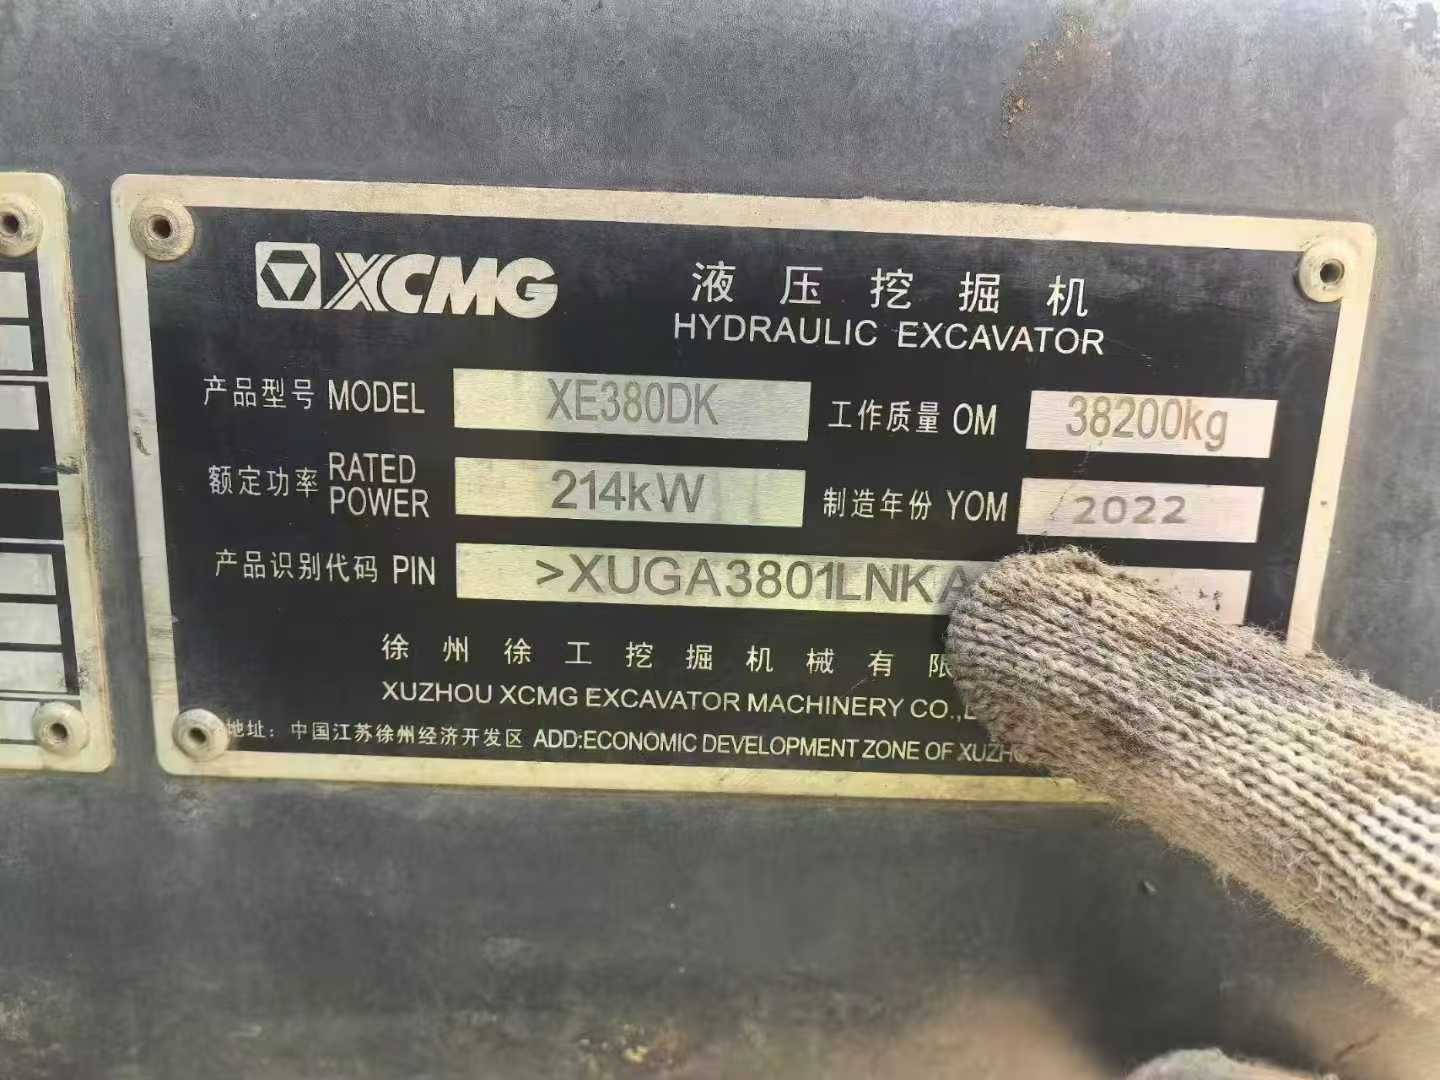 XCMG
液压挖掘机
HYDRAULIC EXCAVATOR
产品型号 MODEL XE380DK 工作质量 OM 38200kg
额定功率 RATED POWER 214kW 制造年份 YOM 2022
产品识别代码 PIN >XUGA3801LNKA
徐州徐工挖掘机械有限
XUZHOU XCMG EXCAVATOR MACHINERY CO.,
地址：中国江苏徐州经济开发区 ADD:ECONOMIC DEVELOPMENT ZONE OF XUZH